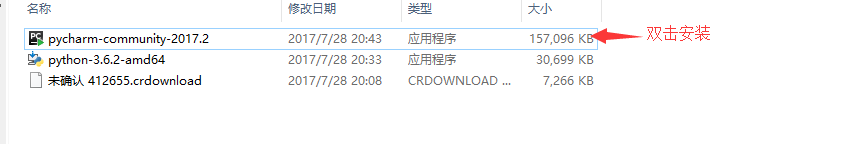 名称 修改日期 类型 大小
pycharm-community-2017.2 2017/7/28 20:43 应用程序 157,096 KB 双击安装
python-3.6.2-amd64 2017/7/28 20:33 应用程序 30,699 KB
未确认 412655.crdownload 2017/7/28 20:08 CRDOWNLOAD ... 7,266 KB